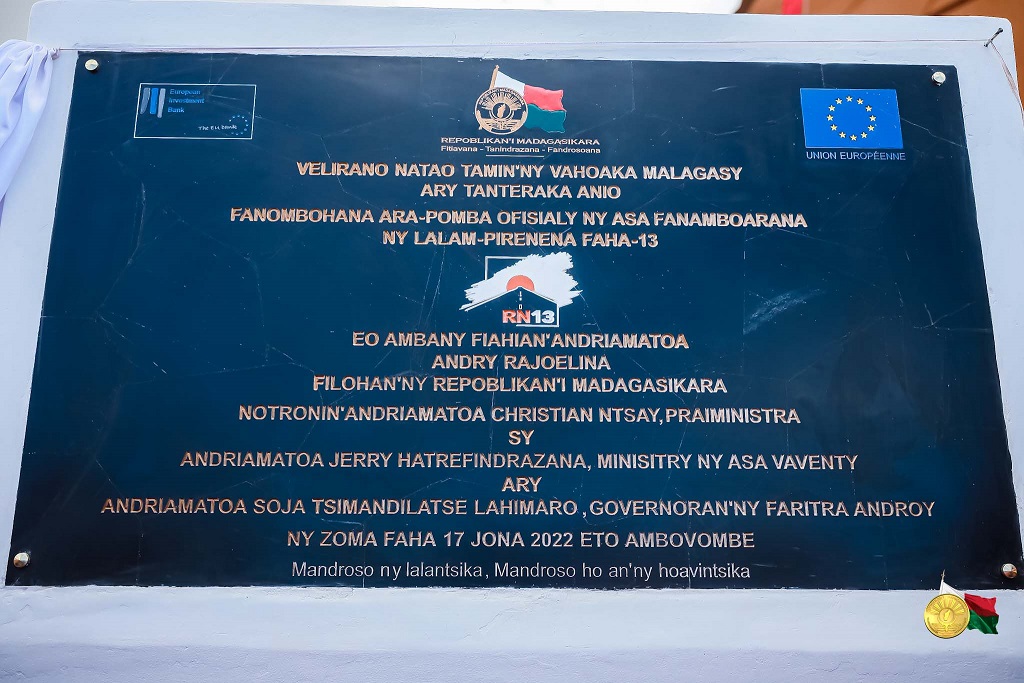 European
Investment
Bank
The EU bank
REPOBLIKAN'I MADAGASIKARA
Fitiavana - Tanindrazana - Fandrosoana
UNION EUROPÉENNE
VELIRANO NATAO TAMIN'NY VAHOAKA MALAGASY
ARY TANTERAKA ANIO
FANOMBOHANA ARA-POMBA OFISIALY NY ASA FANAMBOARANA
NY LALAM-PIRENENA FAHA-13
RN13
EO AMBANY FIAHIAN'ANDRIAMATOA
ANDRY RAJOELINA
FILOHAN'NY REPOBLIKAN'I MADAGASIKARA
NOTRONIN'ANDRIAMATOA CHRISTIAN NTSAY,PRAIMINISTRA
SY
ANDRIAMATOA JERRY HATREFINDRAZANA, MINISITRY NY ASA VAVENTY
ARY
ANDRIAMATOA SOJA TSIMANDILATSE LAHIMARO ,GOVERNORAN'NY FARITRA ANDROY
NY ZOMA FAHA 17 JONA 2022 ETO AMBOVOMBE
Mandroso ny lalantsika, Mandroso ho an'ny hoavintsika